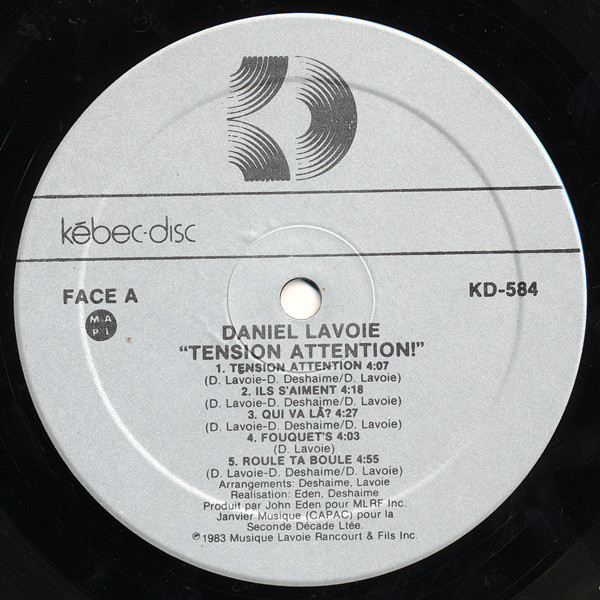 kébec-disc
FACE A
KD-584
M A
P L
DANIEL LAVOIE
“TENSION ATTENTION!”
1. TENSION ATTENTION 4:07
(D. Lavoie-D. Deshaime/D. Lavoie)
2. ILS S'AIMENT 4:18
(D. Lavoie-D. Deshaime/D. Lavoie)
3. QUI VA LÀ? 4:27
(D. Lavoie-D. Deshaime/D. Lavoie)
4. FOUQUET'S 4:03
(D. Lavoie)
5. ROULE TA BOULE 4:55
(D. Lavoie-D. Deshaime/D. Lavoie)
Arrangements: Deshaime, Lavoie
Realisation: Eden, Deshaime
Produit par John Eden pour MLRF Inc.
Janvier Musique (CAPAC) pour la
Seconde Décade Ltée.
℗1983 Musique Lavoie Rancourt & Fils Inc.